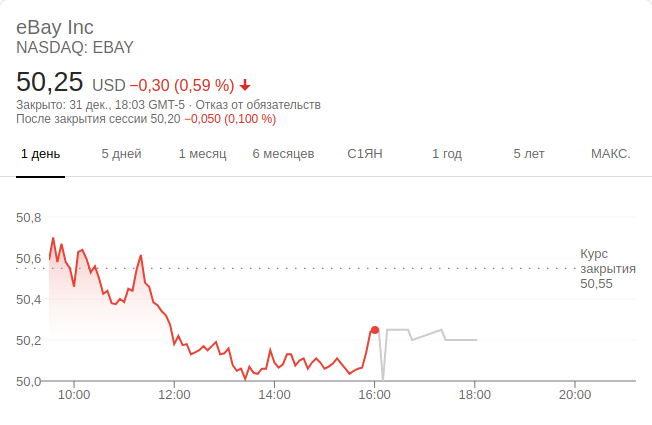 eBay Inc
NASDAQ: EBAY
50,25 USD −0,30 (0,59 %)
Закрыто: 31 дек., 18:03 GMT-5 · Отказ от обязательств
После закрытия сессии 50,20 −0,050 (0,100 %)
1 день 5 дней 1 месяц 6 месяцев С1ЯН 1 год 5 лет МАКС.
50,8
50,6
50,4
50,2
50,0
Курс
закрытия
50,55
10:00 12:00 14:00 16:00 18:00 20:00